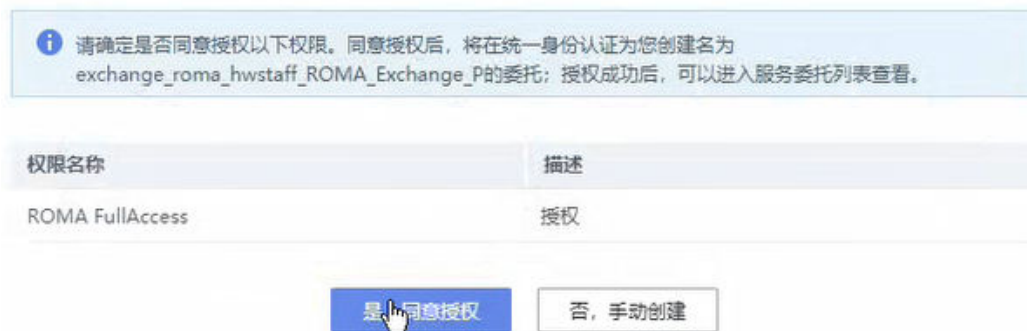 请确定是否同意授权以下权限。同意授权后，将在统一身份认证为您创建名为
exchange_roma_hwstaff_ROMA_Exchange_P的委托；授权成功后，可以进入服务委托列表查看。
权限名称 描述
ROMA FullAccess 授权
是，同意授权 否，手动创建